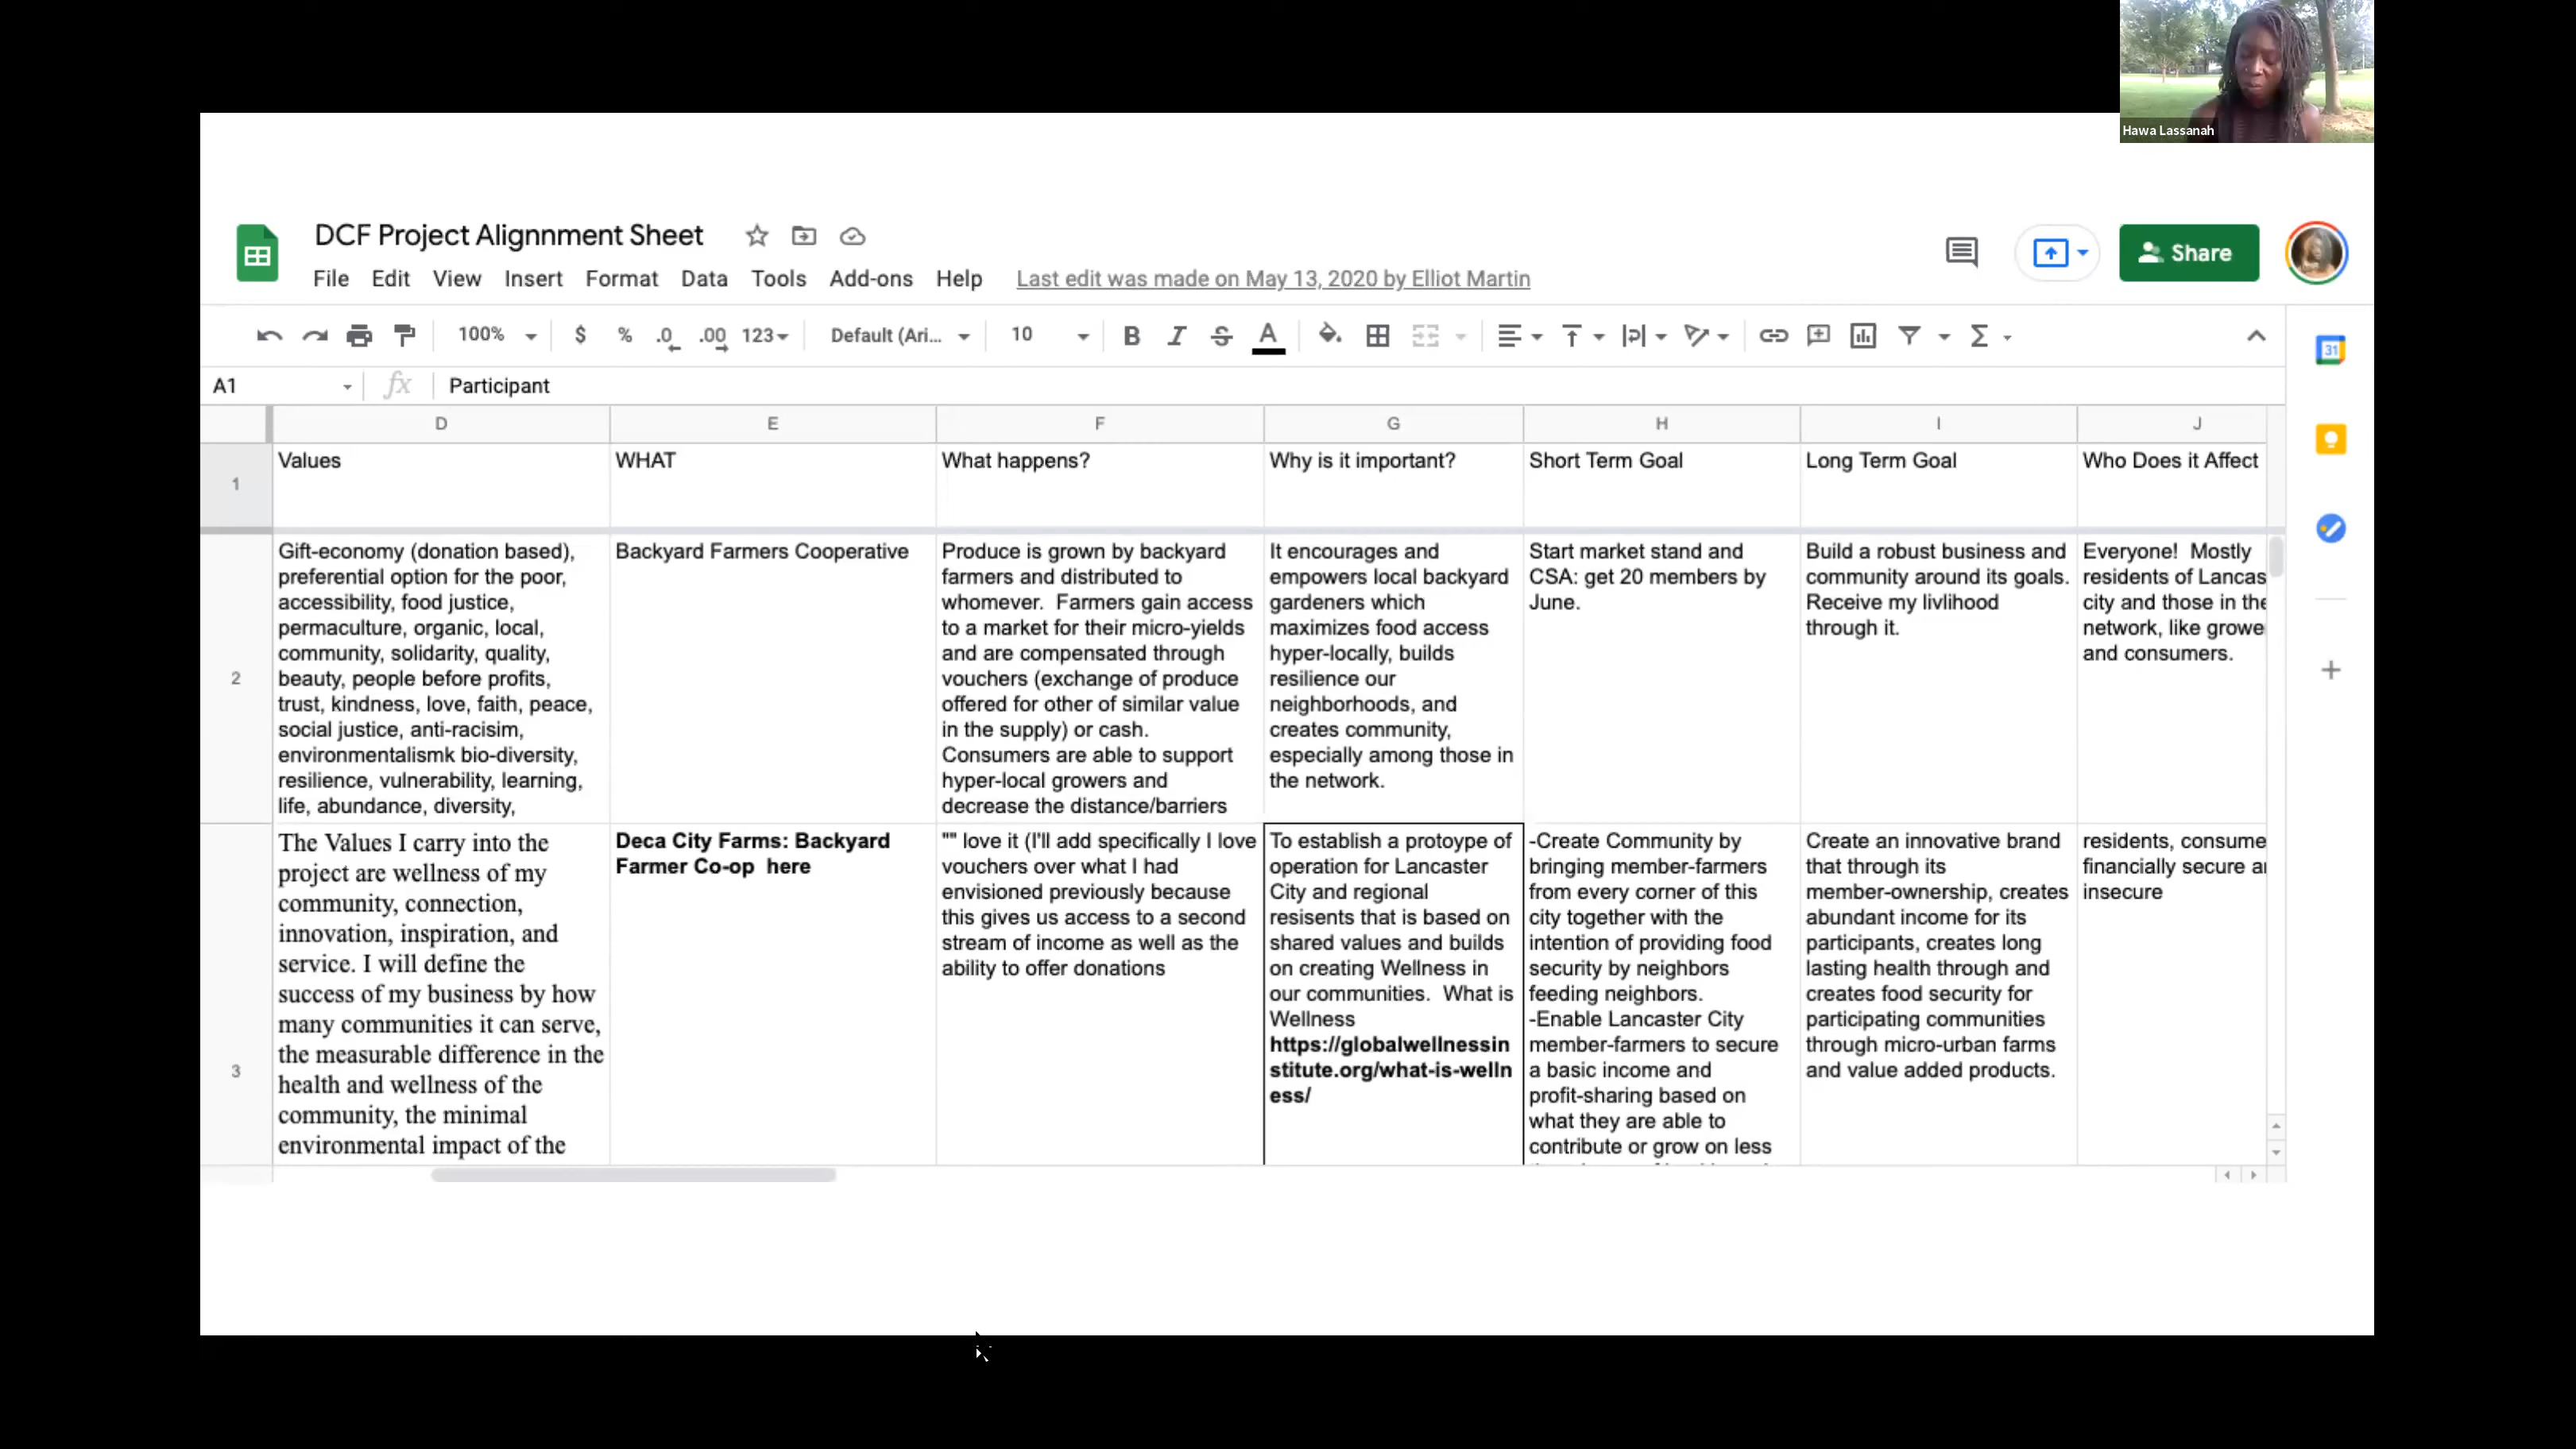 Hawa Lassanah
DCF Project Alignnment Sheet
Share
File Edit View Insert Format Data Tools Add-ons Help Last edit was made on May 13, 2020 by Elliot Martin
100% $ % .0 .00 123 Default (Ari... 10 B I S A Σ
31
A1 fx Participant
D E F G H I J
1
Values
WHAT
What happens?
Why is it important?
Short Term Goal
Long Term Goal
Who Does it Affect
2
Gift-economy (donation based),
preferential option for the poor,
accessibility, food justice,
permaculture, organic, local,
community, solidarity, quality,
beauty, people before profits,
trust, kindness, love, faith, peace,
social justice, anti-racisim,
environmentalismk bio-diversity,
resilience, vulnerability, learning,
life, abundance, diversity,
Backyard Farmers Cooperative
Produce is grown by backyard
farmers and distributed to
whomever. Farmers gain access
to a market for their micro-yields
and are compensated through
vouchers (exchange of produce
offered for other of similar value
in the supply) or cash.
Consumers are able to support
hyper-local growers and
decrease the distance/barriers
It encourages and
empowers local backyard
gardeners which
maximizes food access
hyper-locally, builds
resilience our
neighborhoods, and
creates community,
especially among those in
the network.
Start market stand and
CSA: get 20 members by
June.
Build a robust business and
community around its goals.
Receive my livlihood
through it.
Everyone! Mostly
residents of Lancas
city and those in the
network, like growe
and consumers.
3
The Values I carry into the
project are wellness of my
community, connection,
innovation, inspiration, and
service. I will define the
success of my business by how
many communities it can serve,
the measurable difference in the
health and wellness of the
community, the minimal
environmental impact of the
Deca City Farms: Backyard
Farmer Co-op here
"" love it (I'll add specifically I love
vouchers over what I had
envisioned previously because
this gives us access to a second
stream of income as well as the
ability to offer donations
To establish a protoype of
operation for Lancaster
City and regional
resisents that is based on
shared values and builds
on creating Wellness in
our communities. What is
Wellness
https://globalwellnessin
stitute.org/what-is-welln
ess/
-Create Community by
bringing member-farmers
from every corner of this
city together with the
intention of providing food
security by neighbors
feeding neighbors.
-Enable Lancaster City
member-farmers to secure
a basic income and
profit-sharing based on
what they are able to
contribute or grow on less
Create an innovative brand
that through its
member-ownership, creates
abundant income for its
participants, creates long
lasting health through and
creates food security for
participating communities
through micro-urban farms
and value added products.
residents, consume
financially secure a
insecure